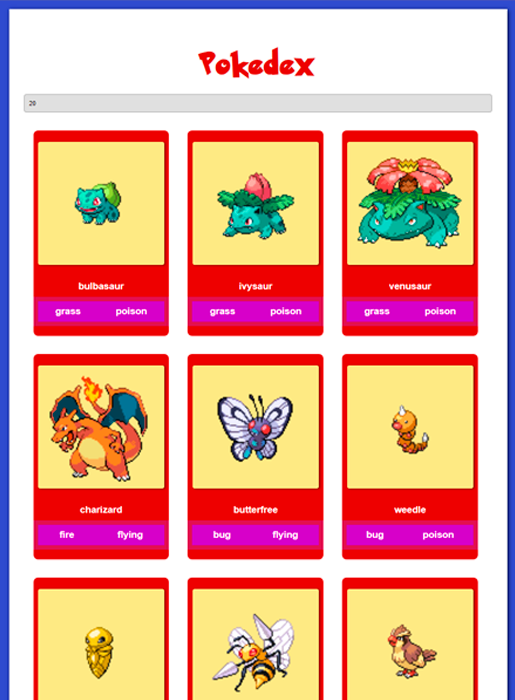 Pokedex
20
bulbasaur
ivysaur
venusaur
grass poison
grass poison
grass poison
charizard
butterfree
weedle
fire flying
bug flying
bug poison